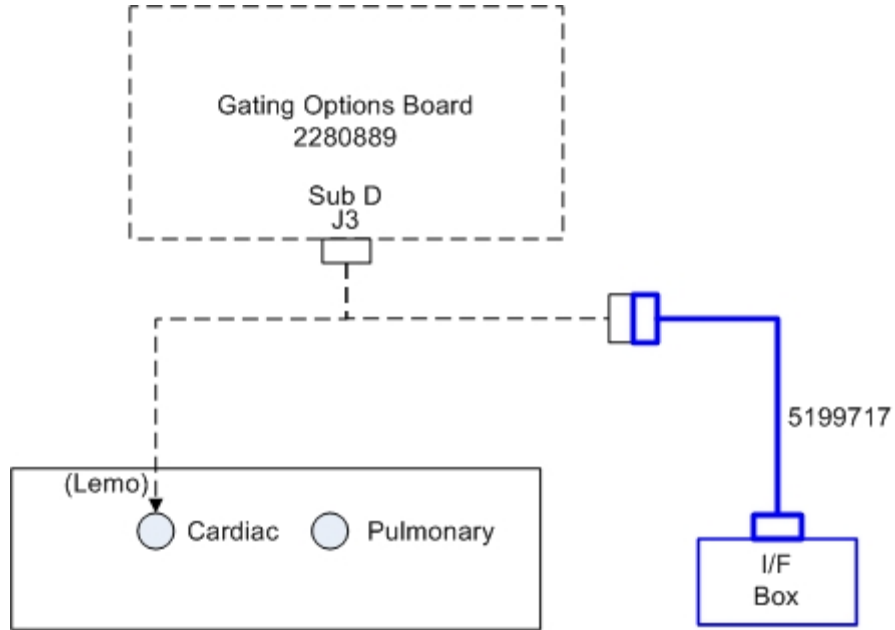 Gating Options Board
2280889
Sub D
J3
5199717
(Lemo)
Cardiac
Pulmonary
I/F
Box